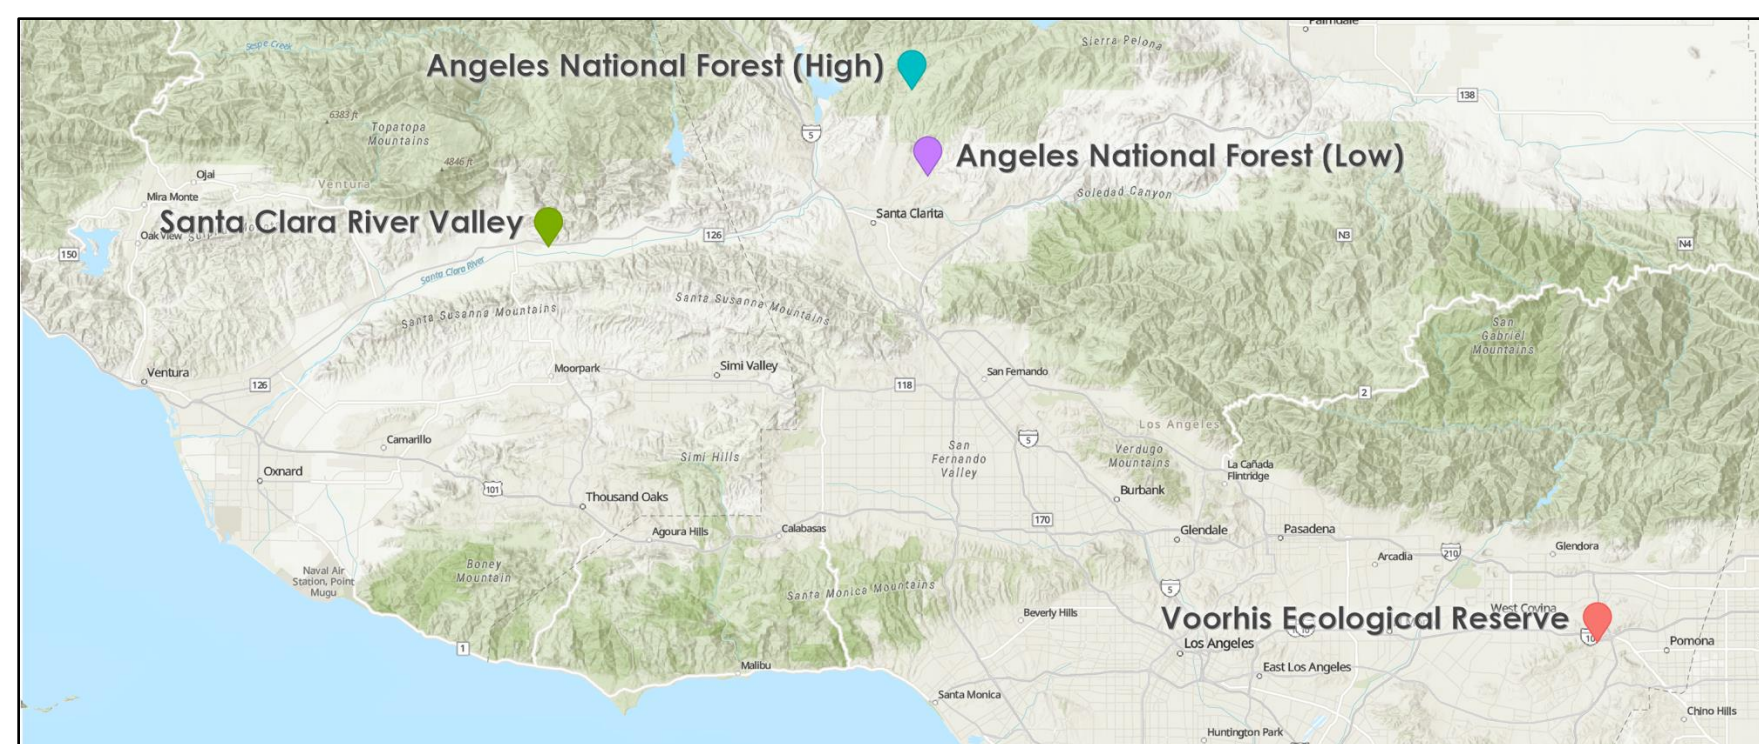 Palmdale
Sespe Creek
Angeles National Forest (High)
Sierra Pelona
138
6383 ft
5
Topatopa
Mountains
Angeles National Forest (Low)
4846 ft
Ojai
Ventura
Soledad Canyon
Mira Monte
Santa Clara River Valley
Santa Clarita
Oak View
126
N3
N4
150
Santa Clara River
Santa Susanna Mountains
Santa Susanna Mountains
San
Gabriel
Mountains
Ventura
Moorpark
Simi Valley
San Fernando
126
118
2
Los Angeles
Camarillo
5
San
Fernando
Valley
Verdugo
Mountains
Simi Hills
La Cañada
Flintridge
Oxnard
101
Thousand Oaks
Burbank
170
Agoura Hills
Calabasas
Glendale
Pasadena
Arcadia
210
Glendora
Boney
Mountain
Naval Air
Station, Point
Mugu
Santa Monica Mountains
5
Beverly Hills
West Covina
Voorhis Ecological Reserve
10
Los Angeles
Pomona
1
Malibu
East Los Angeles
Santa Monica
Chino Hills
Huntington Park